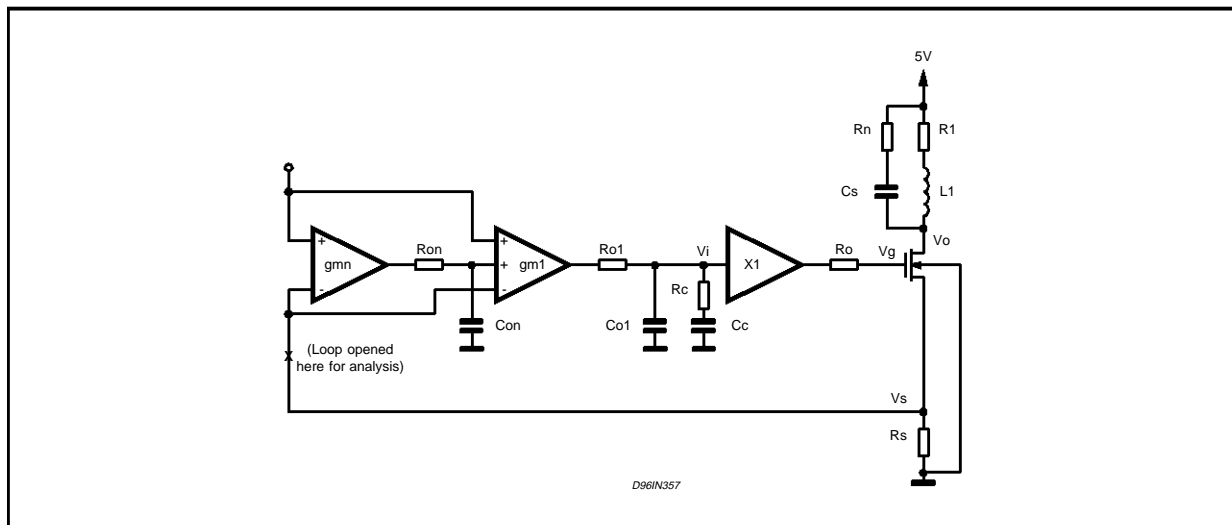 5V
Rn
R1
Cs
L1
+
gmn
-
Ron
Con
+
+
gm1
-
Ro1
Co1
Vi
Rc
Cc
X1
Ro
Vg
Vo
(Loop opened
here for analysis)
x
Vs
Rs
D96IN357